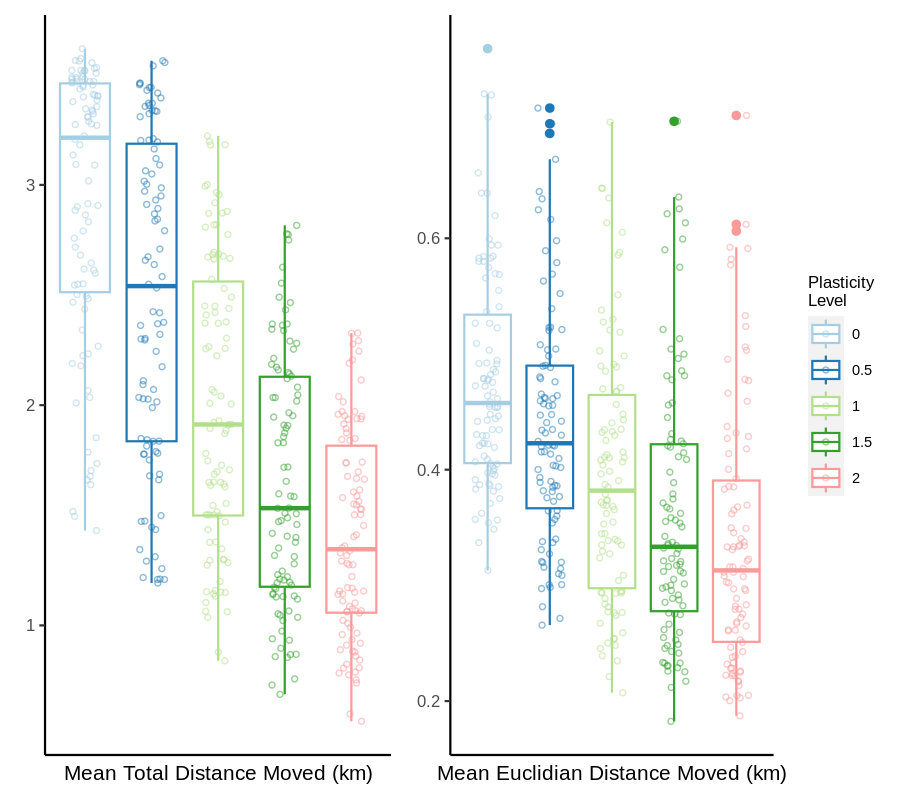 3
2
1
Mean Total Distance Moved (km)
0.6
0.4
0.2
Mean Euclidian Distance Moved (km)
Plasticity
Level
0
0.5
1
1.5
2